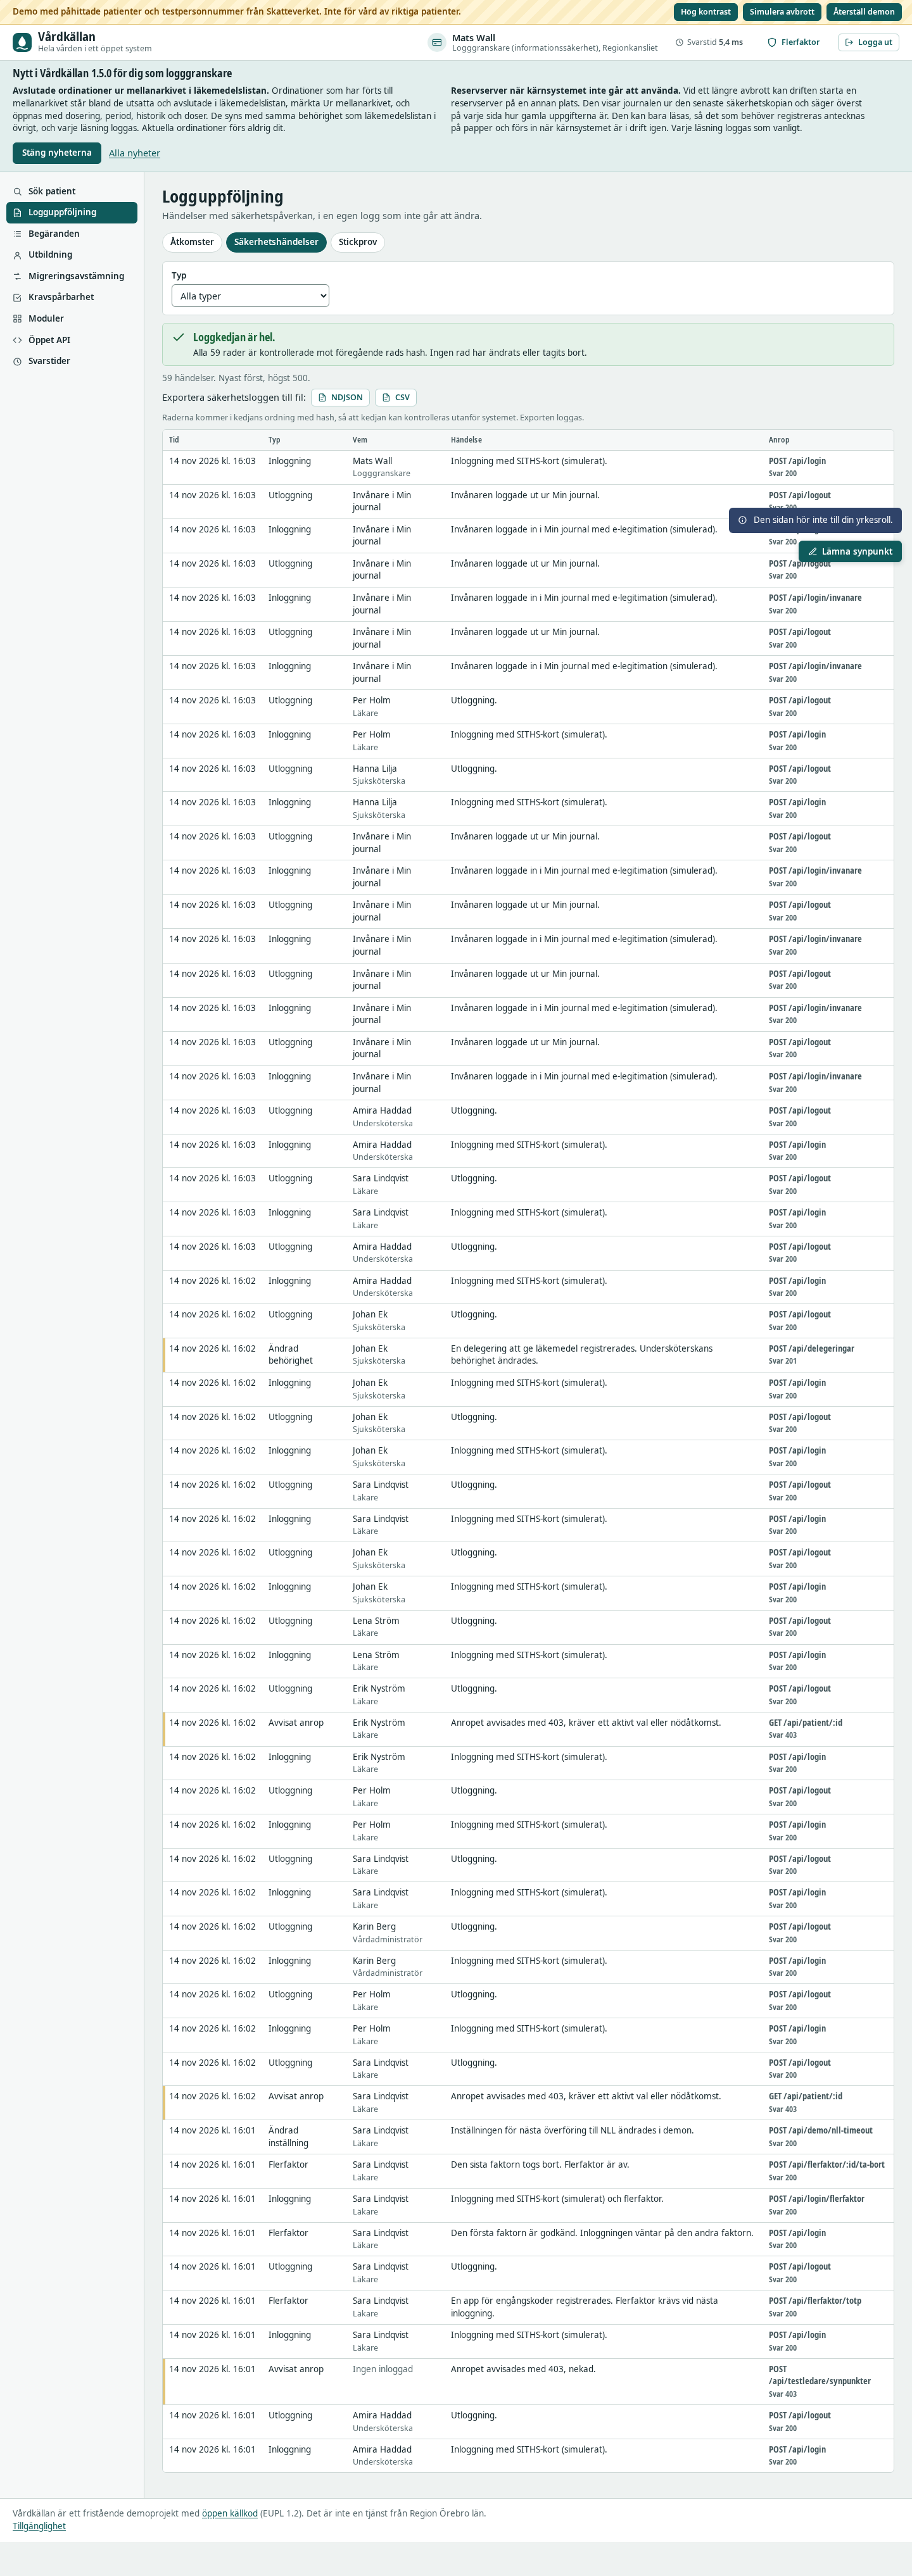 Demo med påhittade patienter och testpersonnummer från Skatteverket. Inte för vård av riktiga patienter.
Hög kontrast
Simulera avbrott
Återställ demon
Vårdkällan
Hela vården i ett öppet system
Mats Wall
Logggranskare (informationssäkerhet), Regionkansliet
Svarstid 5,4 ms
Flerfaktor
Logga ut
Nytt i Vårdkällan 1.5.0 för dig som logggranskare
Avslutade ordinationer ur mellanarkivet i läkemedelslistan. Ordinationer som har förts till
mellanarkivet står bland de utsatta och avslutade i läkemedelslistan, märkta Ur mellanarkivet, och
öppnas med dosering, period, historik och doser. De syns med samma behörighet som läkemedelslistan i
övrigt, och varje läsning loggas. Aktuella ordinationer förs aldrig dit.
Reservserver när kärnsystemet inte går att använda. Vid ett längre avbrott kan driften starta en
reservserver på en annan plats. Den visar journalen ur den senaste säkerhetskopian och säger överst
på varje sida hur gamla uppgifterna är. Den kan bara läsas, så det som behöver registreras antecknas
på papper och förs in när kärnsystemet är i drift igen. Varje läsning loggas som vanligt.
Stäng nyheterna
Alla nyheter
Sök patient
Logguppföljning
Begäranden
Utbildning
Migreringsavstämning
Kravspårbarhet
Moduler
Öppet API
Svarstider
Logguppföljning
Händelser med säkerhetspåverkan, i en egen logg som inte går att ändra.
Åtkomster
Säkerhetshändelser
Stickprov
Typ
Alla typer
Loggkedjan är hel.
Alla 59 rader är kontrollerade mot föregående rads hash. Ingen rad har ändrats eller tagits bort.
59 händelser. Nyast först, högst 500.
Exportera säkerhetsloggen till fil:
NDJSON
CSV
Raderna kommer i kedjans ordning med hash, så att kedjan kan kontrolleras utanför systemet. Exporten loggas.
Tid Typ Vem Händelse Anrop
14 nov 2026 kl. 16:03 Inloggning Mats Wall Inloggning med SITHS-kort (simulerat). POST /api/login
Logggranskare Svar 200
14 nov 2026 kl. 16:03 Utloggning Invånare i Min Invånaren loggade ut ur Min journal. POST /api/logout
journal
Den sidan hör inte till din yrkesroll.
14 nov 2026 kl. 16:03 Inloggning Invånare i Min Invånaren loggade in i Min journal med e-legitimation (simulerad).
journal Svar 200
Lämna synpunkt
14 nov 2026 kl. 16:03 Utloggning Invånare i Min Invånaren loggade ut ur Min journal. POST /api/logout
journal Svar 200
14 nov 2026 kl. 16:03 Inloggning Invånare i Min Invånaren loggade in i Min journal med e-legitimation (simulerad). POST /api/login/invanare
journal Svar 200
14 nov 2026 kl. 16:03 Utloggning Invånare i Min Invånaren loggade ut ur Min journal. POST /api/logout
journal Svar 200
14 nov 2026 kl. 16:03 Inloggning Invånare i Min Invånaren loggade in i Min journal med e-legitimation (simulerad). POST /api/login/invanare
journal Svar 200
14 nov 2026 kl. 16:03 Utloggning Per Holm Utloggning. POST /api/logout
Läkare Svar 200
14 nov 2026 kl. 16:03 Inloggning Per Holm Inloggning med SITHS-kort (simulerat). POST /api/login
Läkare Svar 200
14 nov 2026 kl. 16:03 Utloggning Hanna Lilja Utloggning. POST /api/logout
Sjuksköterska Svar 200
14 nov 2026 kl. 16:03 Inloggning Hanna Lilja Inloggning med SITHS-kort (simulerat). POST /api/login
Sjuksköterska Svar 200
14 nov 2026 kl. 16:03 Utloggning Invånare i Min Invånaren loggade ut ur Min journal. POST /api/logout
journal Svar 200
14 nov 2026 kl. 16:03 Inloggning Invånare i Min Invånaren loggade in i Min journal med e-legitimation (simulerad). POST /api/login/invanare
journal Svar 200
14 nov 2026 kl. 16:03 Utloggning Invånare i Min Invånaren loggade ut ur Min journal. POST /api/logout
journal Svar 200
14 nov 2026 kl. 16:03 Inloggning Invånare i Min Invånaren loggade in i Min journal med e-legitimation (simulerad). POST /api/login/invanare
journal Svar 200
14 nov 2026 kl. 16:03 Utloggning Invånare i Min Invånaren loggade ut ur Min journal. POST /api/logout
journal Svar 200
14 nov 2026 kl. 16:03 Inloggning Invånare i Min Invånaren loggade in i Min journal med e-legitimation (simulerad). POST /api/login/invanare
journal Svar 200
14 nov 2026 kl. 16:03 Utloggning Invånare i Min Invånaren loggade ut ur Min journal. POST /api/logout
journal Svar 200
14 nov 2026 kl. 16:03 Inloggning Invånare i Min Invånaren loggade in i Min journal med e-legitimation (simulerad). POST /api/login/invanare
journal Svar 200
14 nov 2026 kl. 16:03 Utloggning Amira Haddad Utloggning. POST /api/logout
Undersköterska Svar 200
14 nov 2026 kl. 16:03 Inloggning Amira Haddad Inloggning med SITHS-kort (simulerat). POST /api/login
Undersköterska Svar 200
14 nov 2026 kl. 16:03 Utloggning Sara Lindqvist Utloggning. POST /api/logout
Läkare Svar 200
14 nov 2026 kl. 16:03 Inloggning Sara Lindqvist Inloggning med SITHS-kort (simulerat). POST /api/login
Läkare Svar 200
14 nov 2026 kl. 16:03 Utloggning Amira Haddad Utloggning. POST /api/logout
Undersköterska Svar 200
14 nov 2026 kl. 16:02 Inloggning Amira Haddad Inloggning med SITHS-kort (simulerat). POST /api/login
Undersköterska Svar 200
14 nov 2026 kl. 16:02 Utloggning Johan Ek Utloggning. POST /api/logout
Sjuksköterska Svar 200
14 nov 2026 kl. 16:02 Ändrad Johan Ek En delegering att ge läkemedel registrerades. Undersköterskans POST /api/delegeringar
behörighet Sjuksköterska behörighet ändrades. Svar 201
14 nov 2026 kl. 16:02 Inloggning Johan Ek Inloggning med SITHS-kort (simulerat). POST /api/login
Sjuksköterska Svar 200
14 nov 2026 kl. 16:02 Utloggning Johan Ek Utloggning. POST /api/logout
Sjuksköterska Svar 200
14 nov 2026 kl. 16:02 Inloggning Johan Ek Inloggning med SITHS-kort (simulerat). POST /api/login
Sjuksköterska Svar 200
14 nov 2026 kl. 16:02 Utloggning Sara Lindqvist Utloggning. POST /api/logout
Läkare Svar 200
14 nov 2026 kl. 16:02 Inloggning Sara Lindqvist Inloggning med SITHS-kort (simulerat). POST /api/login
Läkare Svar 200
14 nov 2026 kl. 16:02 Utloggning Johan Ek Utloggning. POST /api/logout
Sjuksköterska Svar 200
14 nov 2026 kl. 16:02 Inloggning Johan Ek Inloggning med SITHS-kort (simulerat). POST /api/login
Sjuksköterska Svar 200
14 nov 2026 kl. 16:02 Utloggning Lena Ström Utloggning. POST /api/logout
Läkare Svar 200
14 nov 2026 kl. 16:02 Inloggning Lena Ström Inloggning med SITHS-kort (simulerat). POST /api/login
Läkare Svar 200
14 nov 2026 kl. 16:02 Utloggning Erik Nyström Utloggning. POST /api/logout
Läkare Svar 200
14 nov 2026 kl. 16:02 Avvisat anrop Erik Nyström Anropet avvisades med 403, kräver ett aktivt val eller nödåtkomst. GET /api/patient/:id
Läkare Svar 403
14 nov 2026 kl. 16:02 Inloggning Erik Nyström Inloggning med SITHS-kort (simulerat). POST /api/login
Läkare Svar 200
14 nov 2026 kl. 16:02 Utloggning Per Holm Utloggning. POST /api/logout
Läkare Svar 200
14 nov 2026 kl. 16:02 Inloggning Per Holm Inloggning med SITHS-kort (simulerat). POST /api/login
Läkare Svar 200
14 nov 2026 kl. 16:02 Utloggning Sara Lindqvist Utloggning. POST /api/logout
Läkare Svar 200
14 nov 2026 kl. 16:02 Inloggning Sara Lindqvist Inloggning med SITHS-kort (simulerat). POST /api/login
Läkare Svar 200
14 nov 2026 kl. 16:02 Utloggning Karin Berg Utloggning. POST /api/logout
Vårdadministratör Svar 200
14 nov 2026 kl. 16:02 Inloggning Karin Berg Inloggning med SITHS-kort (simulerat). POST /api/login
Vårdadministratör Svar 200
14 nov 2026 kl. 16:02 Utloggning Per Holm Utloggning. POST /api/logout
Läkare Svar 200
14 nov 2026 kl. 16:02 Inloggning Per Holm Inloggning med SITHS-kort (simulerat). POST /api/login
Läkare Svar 200
14 nov 2026 kl. 16:02 Utloggning Sara Lindqvist Utloggning. POST /api/logout
Läkare Svar 200
14 nov 2026 kl. 16:02 Avvisat anrop Sara Lindqvist Anropet avvisades med 403, kräver ett aktivt val eller nödåtkomst. GET /api/patient/:id
Läkare Svar 403
14 nov 2026 kl. 16:01 Ändrad Sara Lindqvist Inställningen för nästa överföring till NLL ändrades i demon. POST /api/demo/nll-timeout
inställning Läkare Svar 200
14 nov 2026 kl. 16:01 Flerfaktor Sara Lindqvist Den sista faktorn togs bort. Flerfaktor är av. POST /api/flerfaktor/:id/ta-bort
Läkare Svar 200
14 nov 2026 kl. 16:01 Inloggning Sara Lindqvist Inloggning med SITHS-kort (simulerat) och flerfaktor. POST /api/login/flerfaktor
Läkare Svar 200
14 nov 2026 kl. 16:01 Flerfaktor Sara Lindqvist Den första faktorn är godkänd. Inloggningen väntar på den andra faktorn. POST /api/login
Läkare Svar 200
14 nov 2026 kl. 16:01 Utloggning Sara Lindqvist Utloggning. POST /api/logout
Läkare Svar 200
14 nov 2026 kl. 16:01 Flerfaktor Sara Lindqvist En app för engångskoder registrerades. Flerfaktor krävs vid nästa POST /api/flerfaktor/totp
Läkare inloggning. Svar 200
14 nov 2026 kl. 16:01 Inloggning Sara Lindqvist Inloggning med SITHS-kort (simulerat). POST /api/login
Läkare Svar 200
14 nov 2026 kl. 16:01 Avvisat anrop Ingen inloggad Anropet avvisades med 403, nekad. POST
/api/testledare/synpunkter
Svar 403
14 nov 2026 kl. 16:01 Utloggning Amira Haddad Utloggning. POST /api/logout
Undersköterska Svar 200
14 nov 2026 kl. 16:01 Inloggning Amira Haddad Inloggning med SITHS-kort (simulerat). POST /api/login
Undersköterska Svar 200
Vårdkällan är ett fristående demoprojekt med öppen källkod (EUPL 1.2). Det är inte en tjänst från Region Örebro län.
Tillgänglighet